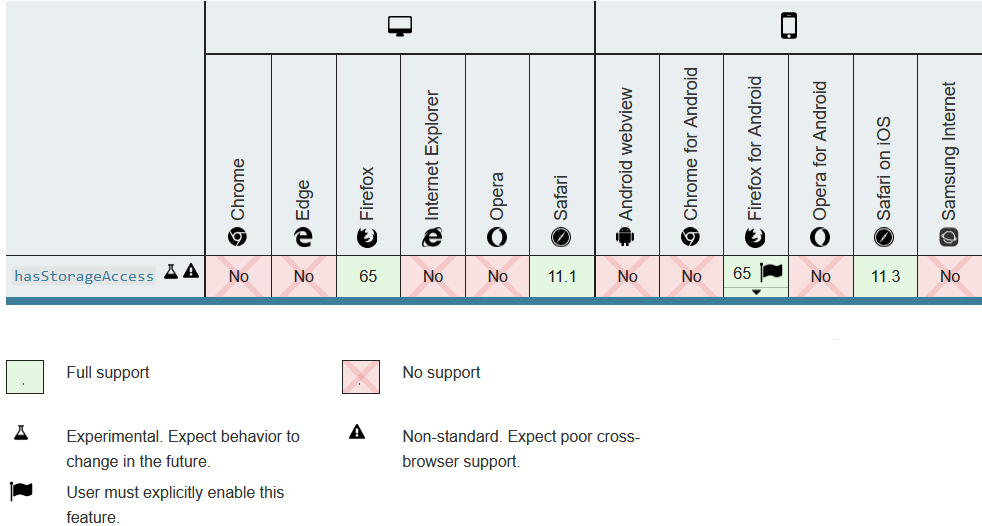 Chrome
Edge
Firefox
Internet Explorer
Opera
Safari
Android webview
Chrome for Android
Firefox for Android
Opera for Android
Safari on iOS
Samsung Internet
hasStorageAccess No No 65 No No 11.1 No No 65 No 11.3 No
Full support No support
Experimental. Expect behavior to Non-standard. Expect poor cross-
change in the future. browser support.
User must explicitly enable this
feature.